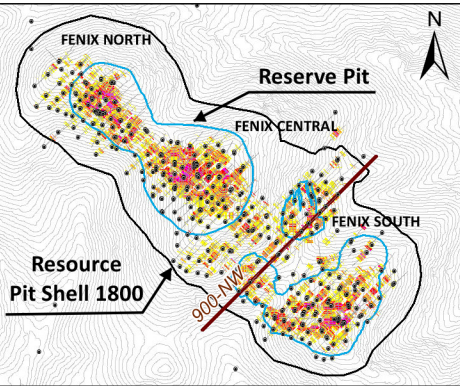 N
FENIX NORTH
Reserve Pit
FENIX CENTRAL
FENIX SOUTH
Resource
Pit Shell 1800
900-NW